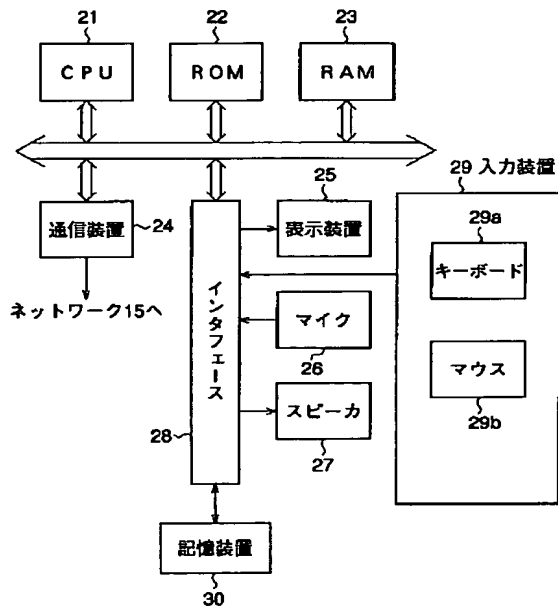 21
22
23
CPU
ROM
RAM
25
29 入力装置
通信装置
24
表示装置
29a
キーボード
ネットワーク15へ
インタフェース
マイク
26
マウス
29b
スピーカ
27
28
記憶装置
30